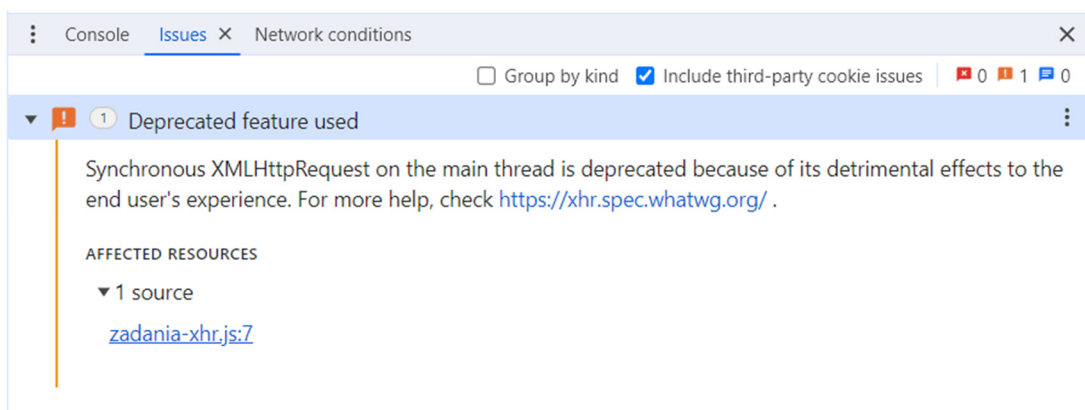 Console Issues Network conditions
Group by kind Include third-party cookie issues 0 1 0
1 Deprecated feature used
Synchronous XMLHttpRequest on the main thread is deprecated because of its detrimental effects to the
end user's experience. For more help, check https://xhr.spec.whatwg.org/ .
AFFECTED RESOURCES
1 source
zadania-xhr.js:7